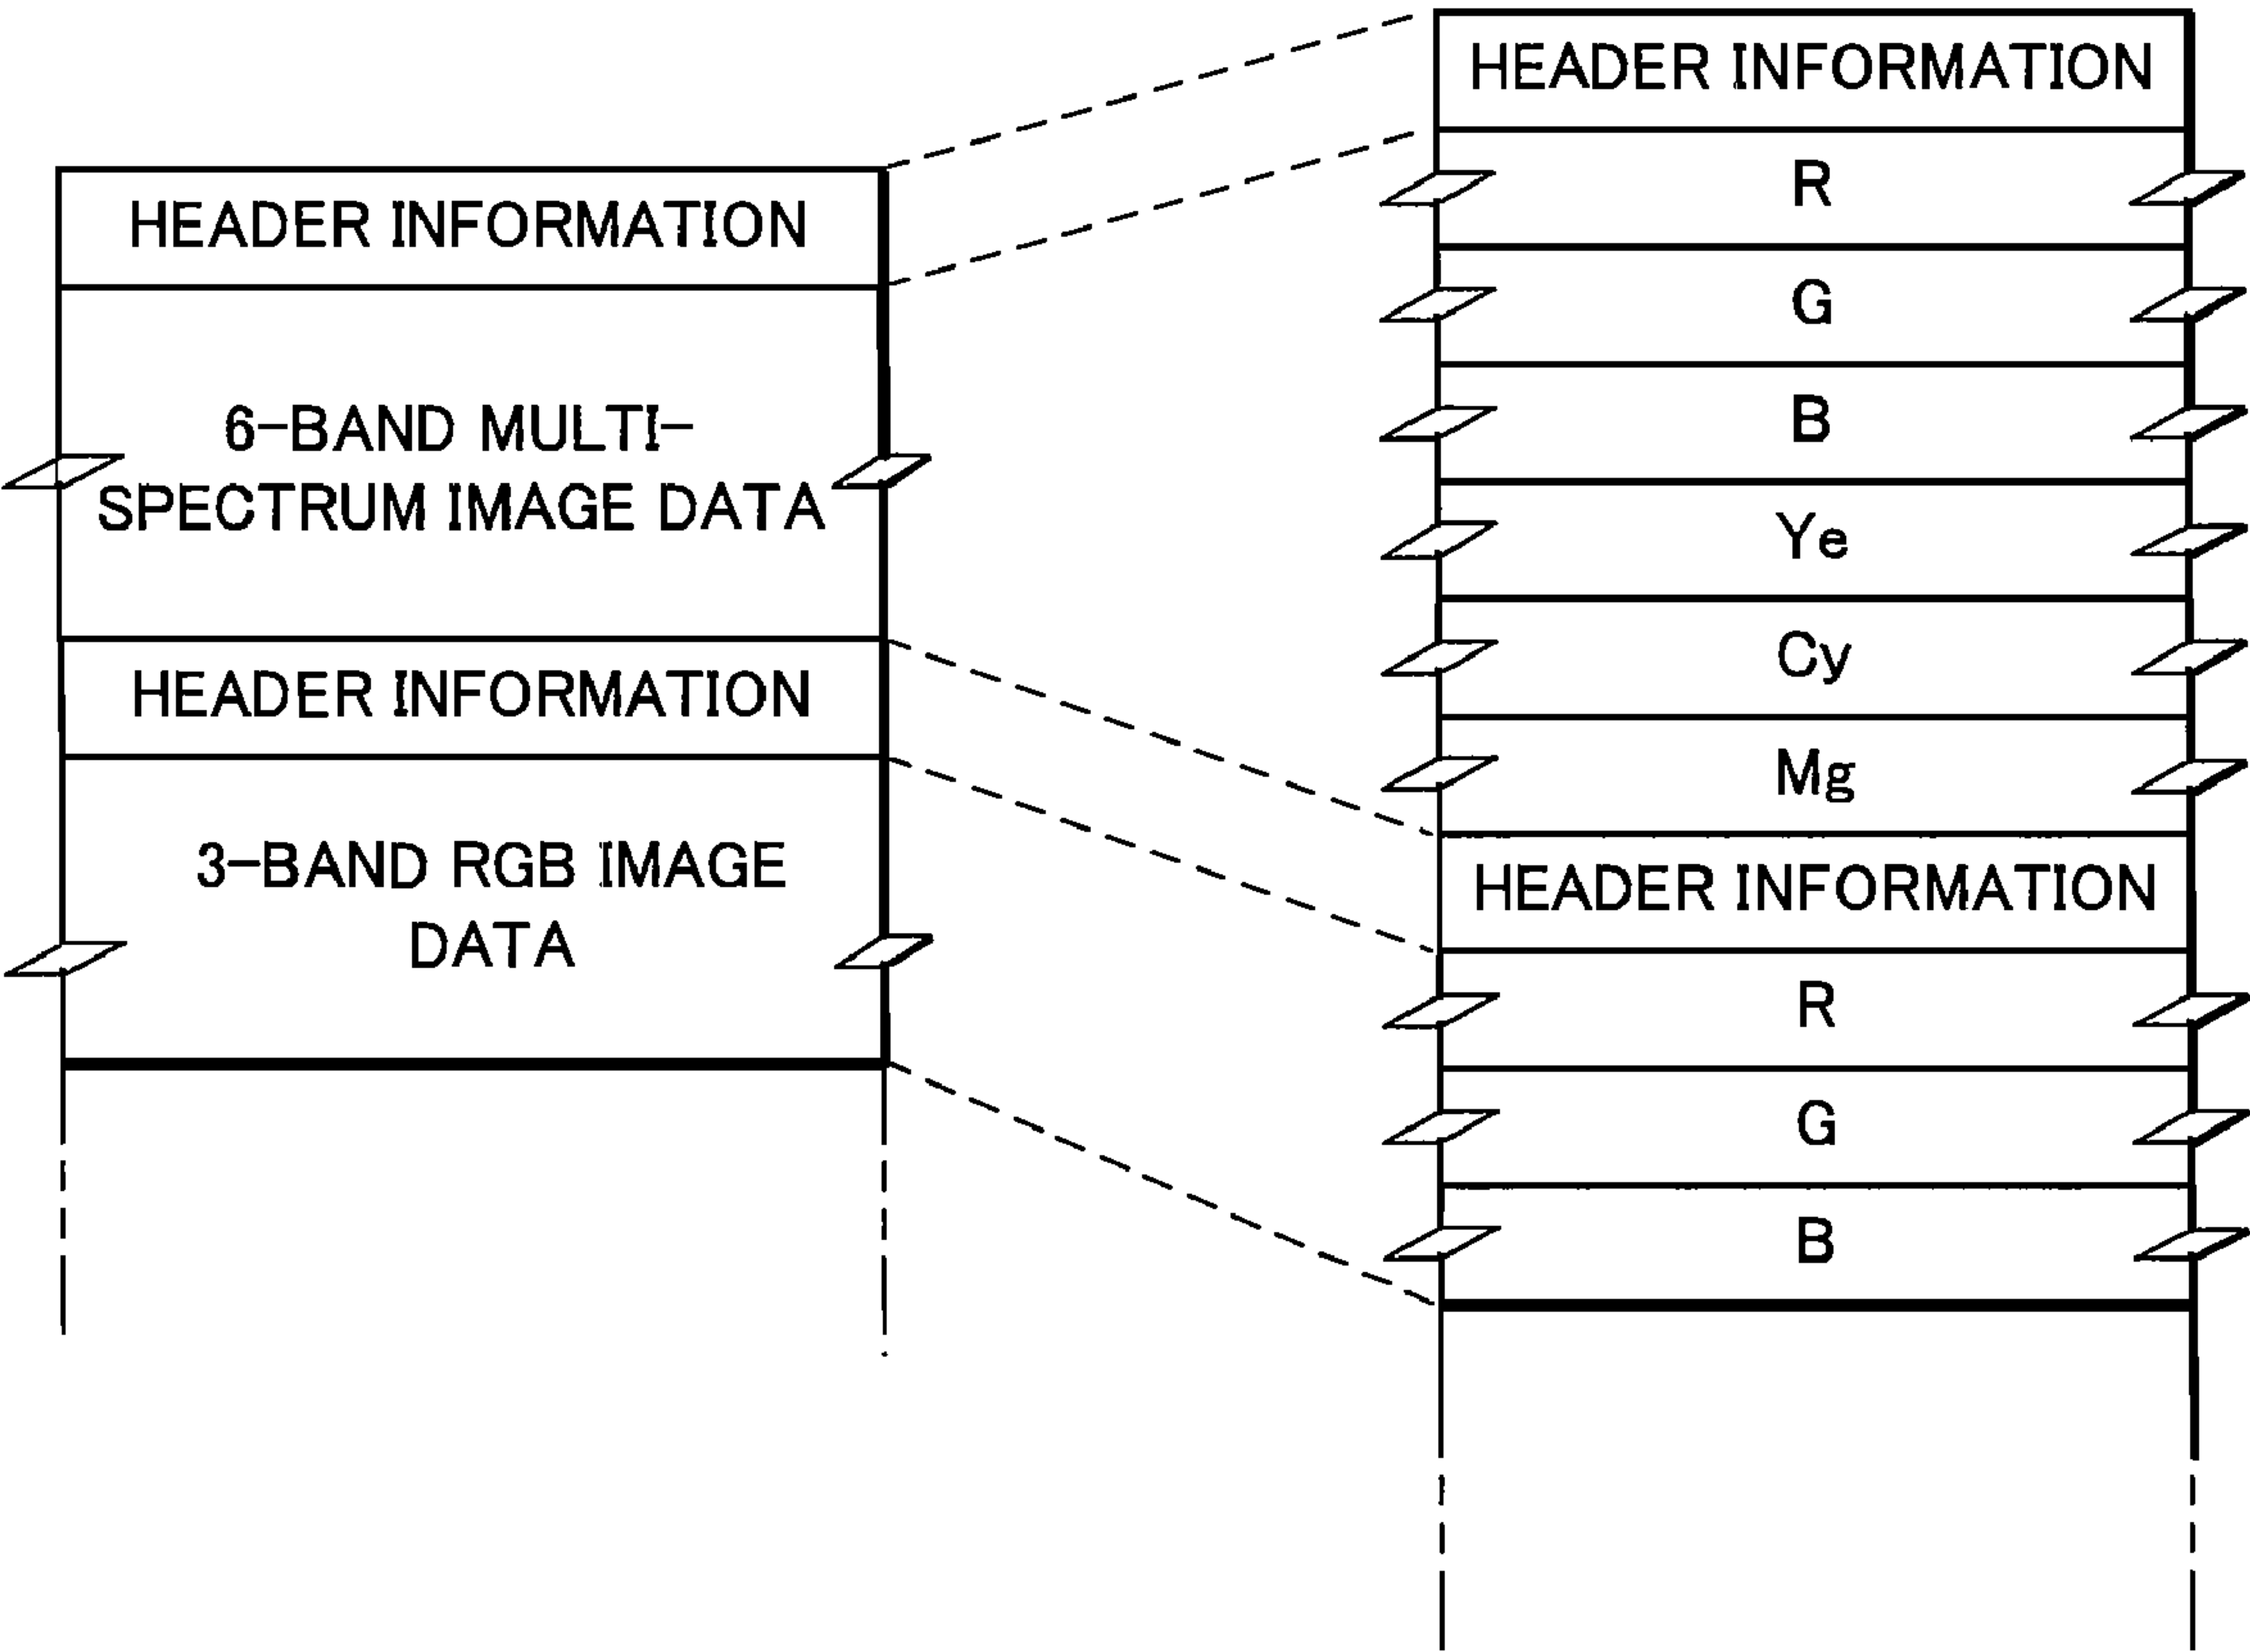 HEADER INFORMATION
6-BAND MULTI-
SPECTRUM IMAGE DATA
HEADER INFORMATION
3-BAND RGB IMAGE
DATA
HEADER INFORMATION
R
G
B
Ye
Cy
Mg
HEADER INFORMATION
R
G
B